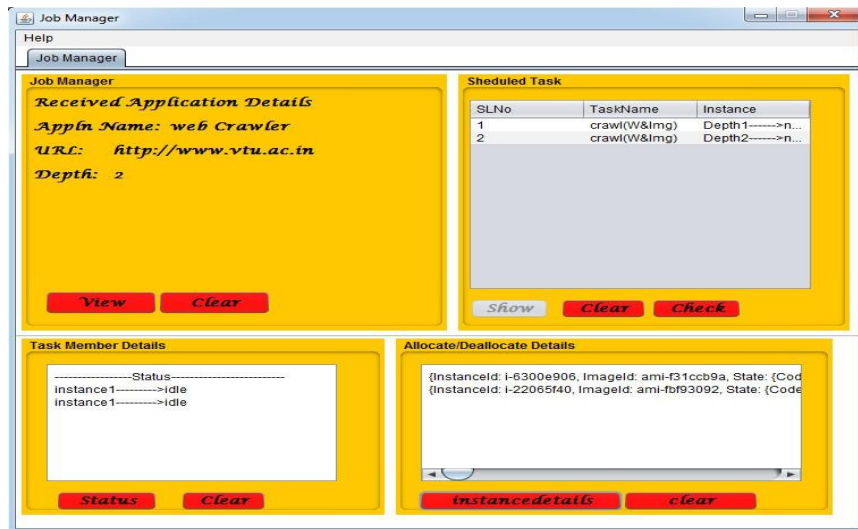 Job Manager
Help
Job Manager
Job Manager
Received Application Details
Appln Name: web Crawler
URL: http://www.vtu.ac.in
Depth: 2
View Clear
Sheduled Task
SLNo TaskName Instance
1 crawl(W&Img) Depth1------>n...
2 crawl(W&Img) Depth2------>n...
Show Clear Check
Task Member Details
-----------------Status-------------------------
instance1--------->idle
instance1--------->idle
Status Clear
Allocate/Deallocate Details
{InstanceId: i-6300e906, ImageId: ami-f31ccb9a, State: {Cod
{InstanceId: i-22065f40, ImageId: ami-fbf93092, State: {Code
instancedetails clear